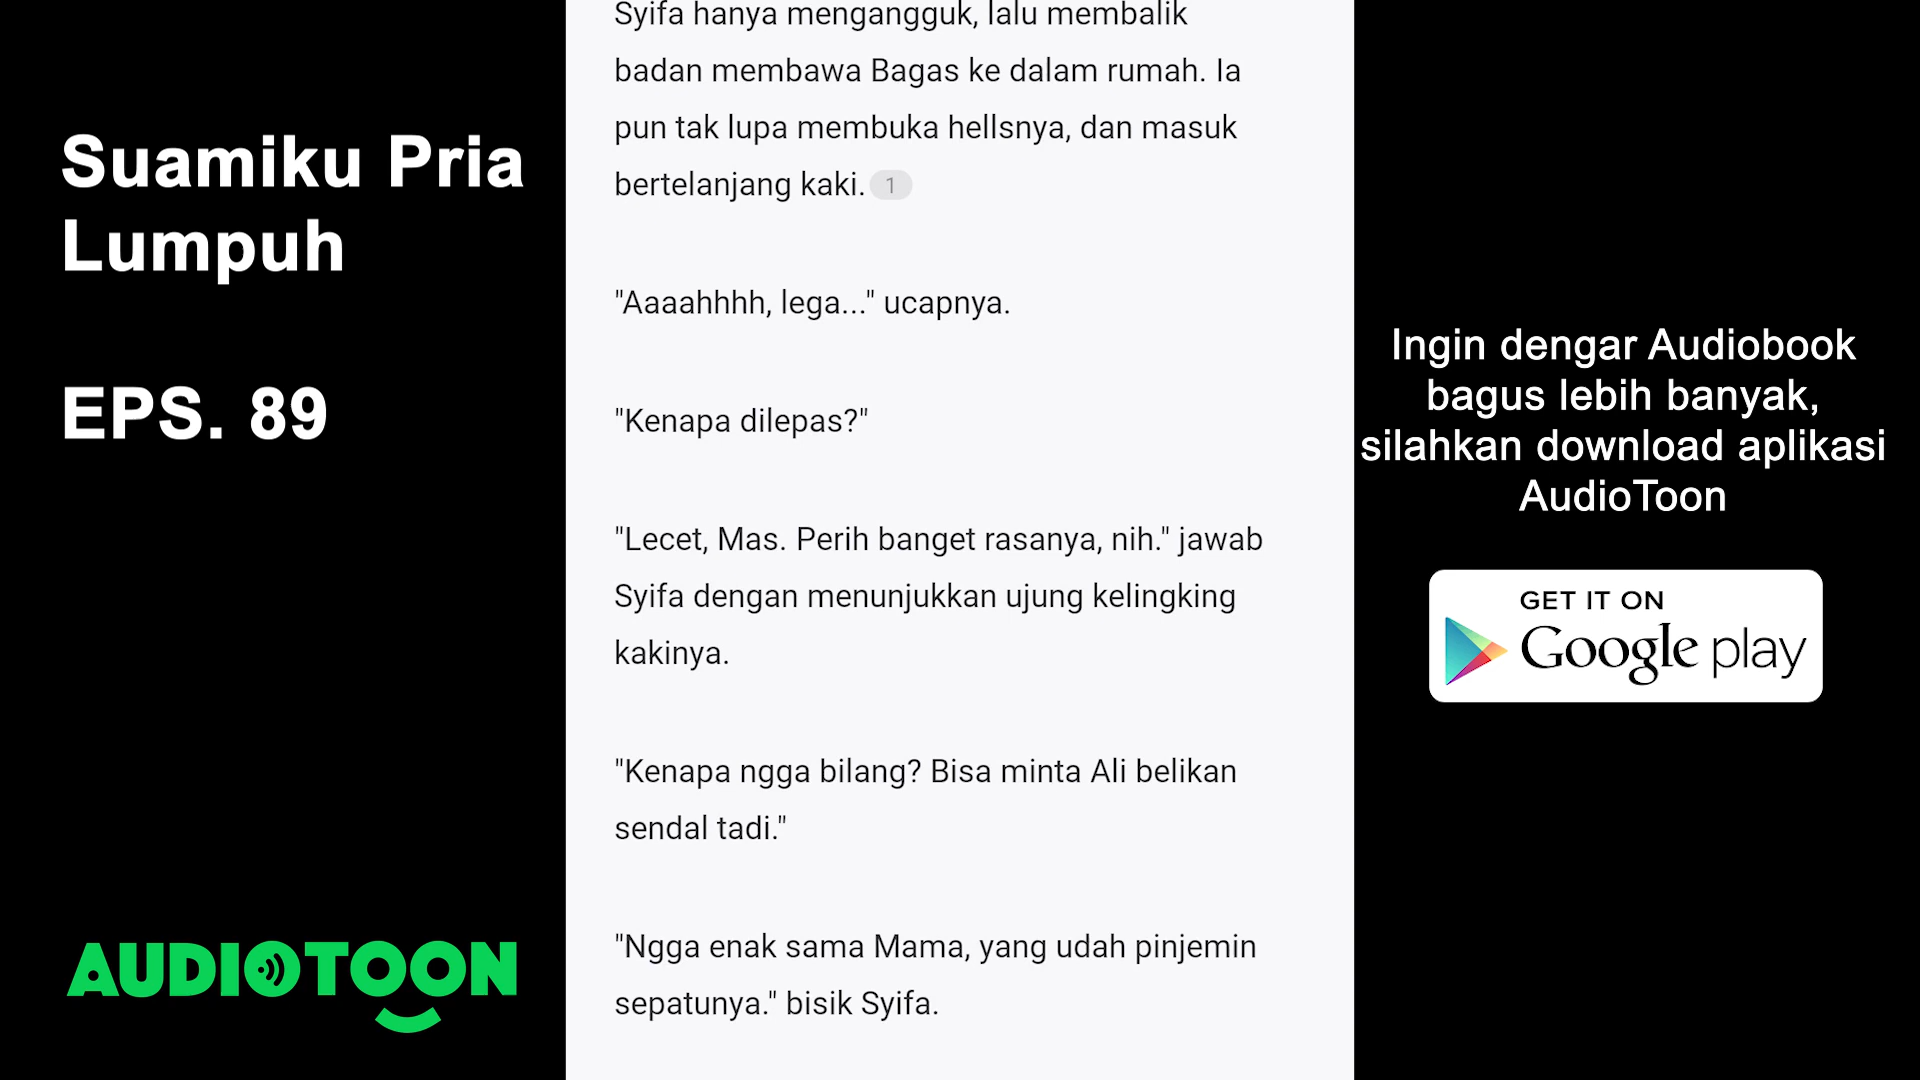 Suamiku Pria
Lumpuh
EPS. 89
AUDIOTOON
Syifa hanya mengangguk, lalu membalik
badan membawa Bagas ke dalam rumah. Ia
pun tak lupa membuka hellsnya, dan masuk
bertelanjang kaki. 1
"Aaaahhhh, lega..." ucapnya.
"Kenapa dilepas?"
"Lecet, Mas. Perih banget rasanya, nih." jawab
Syifa dengan menunjukkan ujung kelingking
kakinya.
"Kenapa ngga bilang? Bisa minta Ali belikan
sendal tadi."
"Ngga enak sama Mama, yang udah pinjemin
sepatunya." bisik Syifa.
Ingin dengar Audiobook
bagus lebih banyak,
silahkan download aplikasi
AudioToon
GET IT ON
Google play